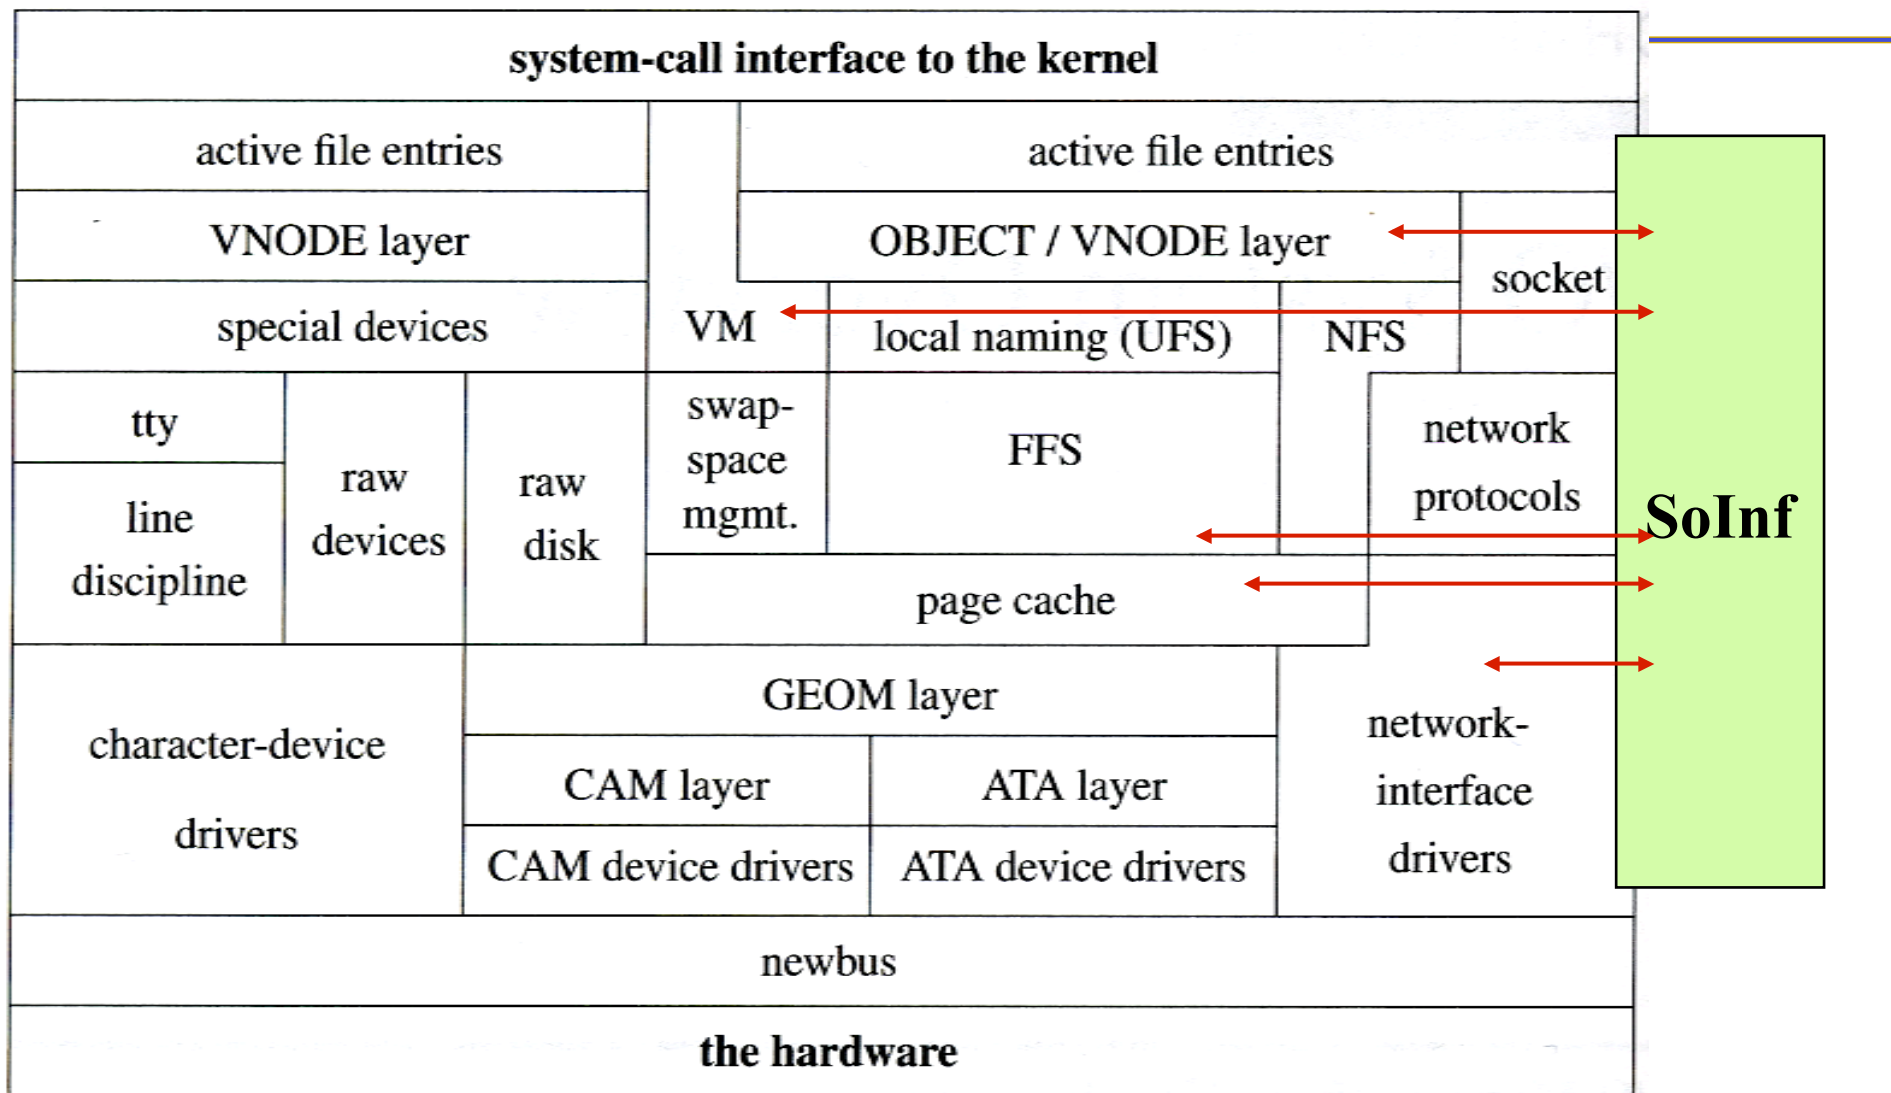 system-call interface to the kernel
active file entries
active file entries
VNODE layer
OBJECT / VNODE layer
socket
special devices
VM
local naming (UFS)
NFS
tty
line
discipline
raw
devices
raw
disk
swap-
space
mgmt.
FFS
network
protocols
SoInf
page cache
character-device
drivers
GEOM layer
CAM layer
ATA layer
CAM device drivers
ATA device drivers
network-
interface
drivers
newbus
the hardware